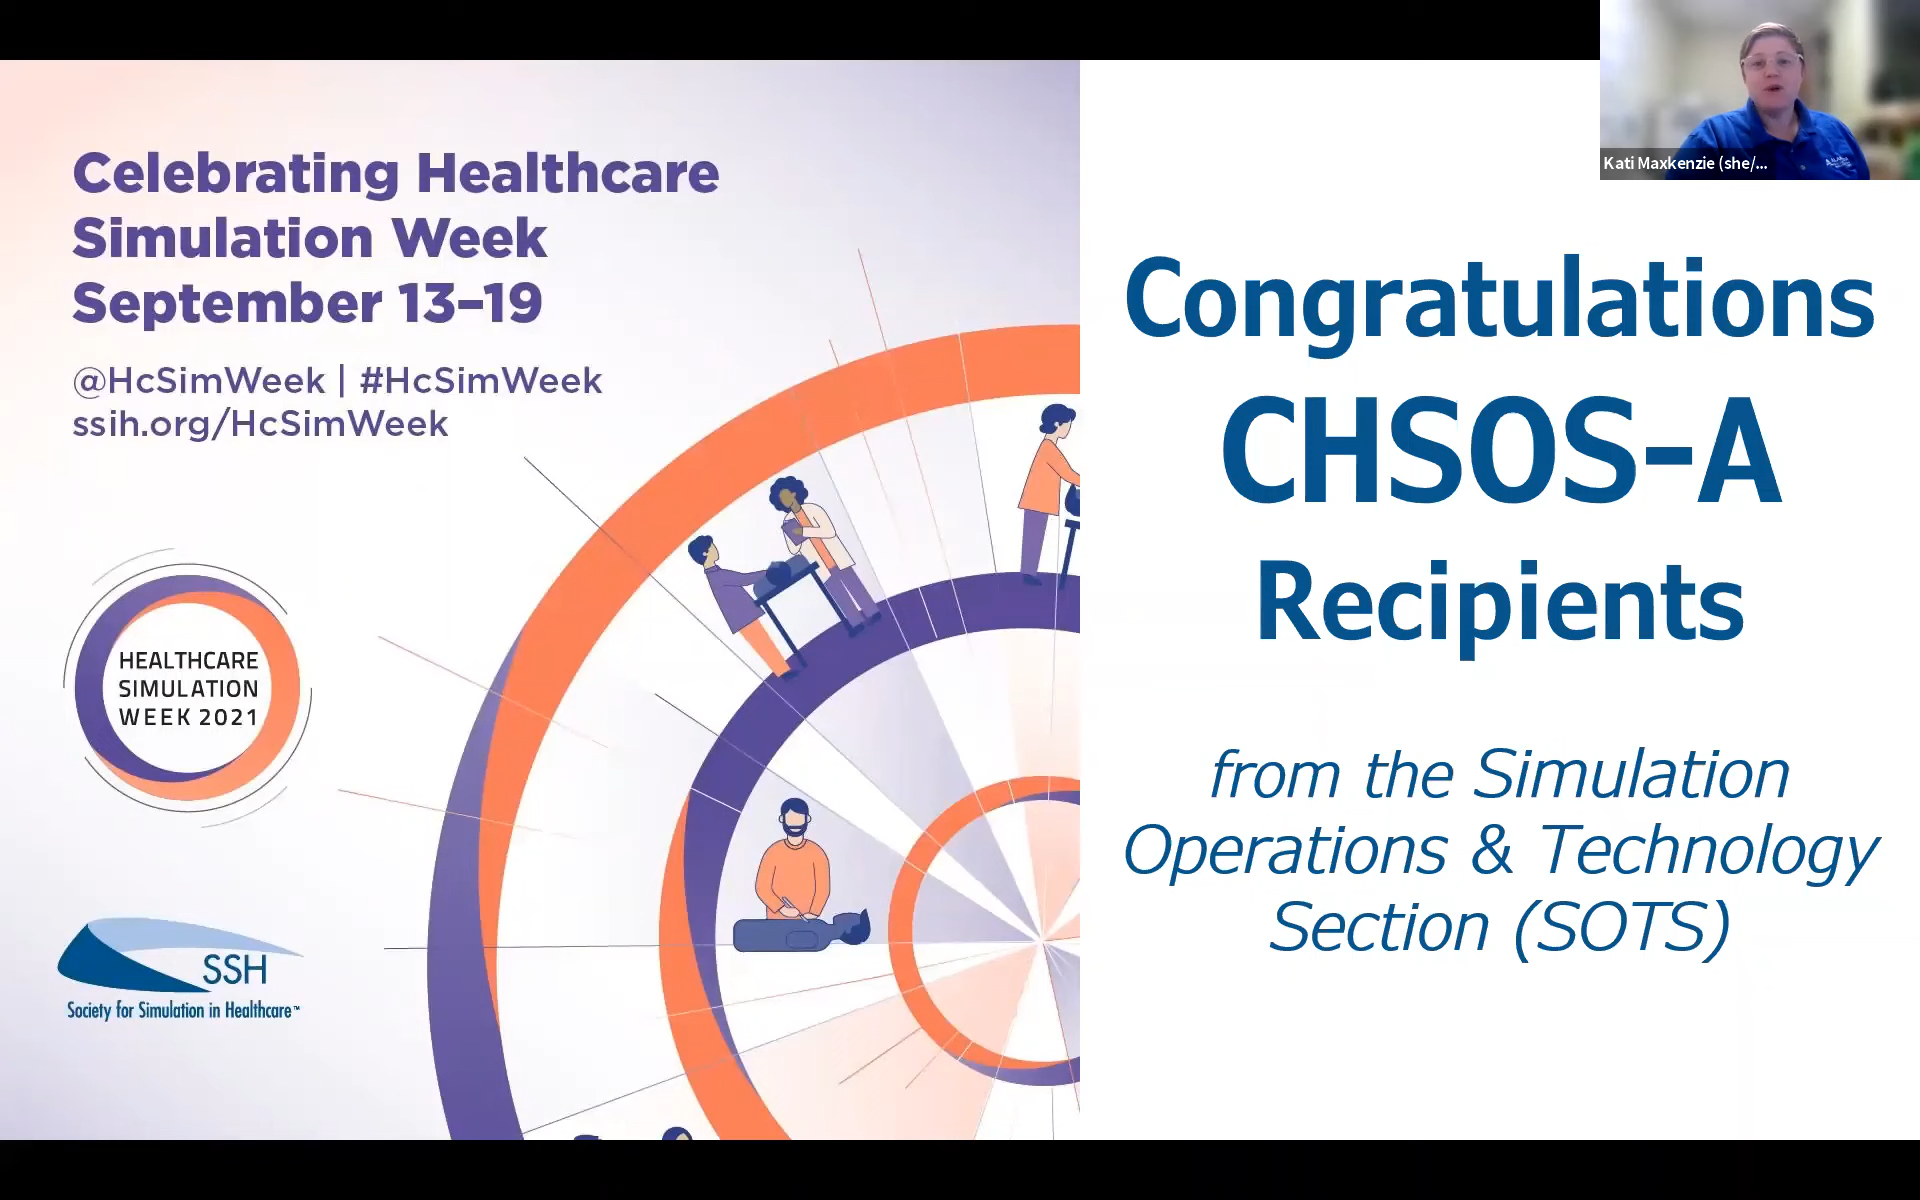 Celebrating Healthcare
Simulation Week
September 13–19
@HcSimWeek | #HcSimWeek
ssih.org/HcSimWeek
HEALTHCARE
SIMULATION
WEEK 2021
SSH
Society for Simulation in Healthcare™
Kati Maxkenzie (she/...
Congratulations
CHSOS-A
Recipients
from the Simulation
Operations & Technology
Section (SOTS)